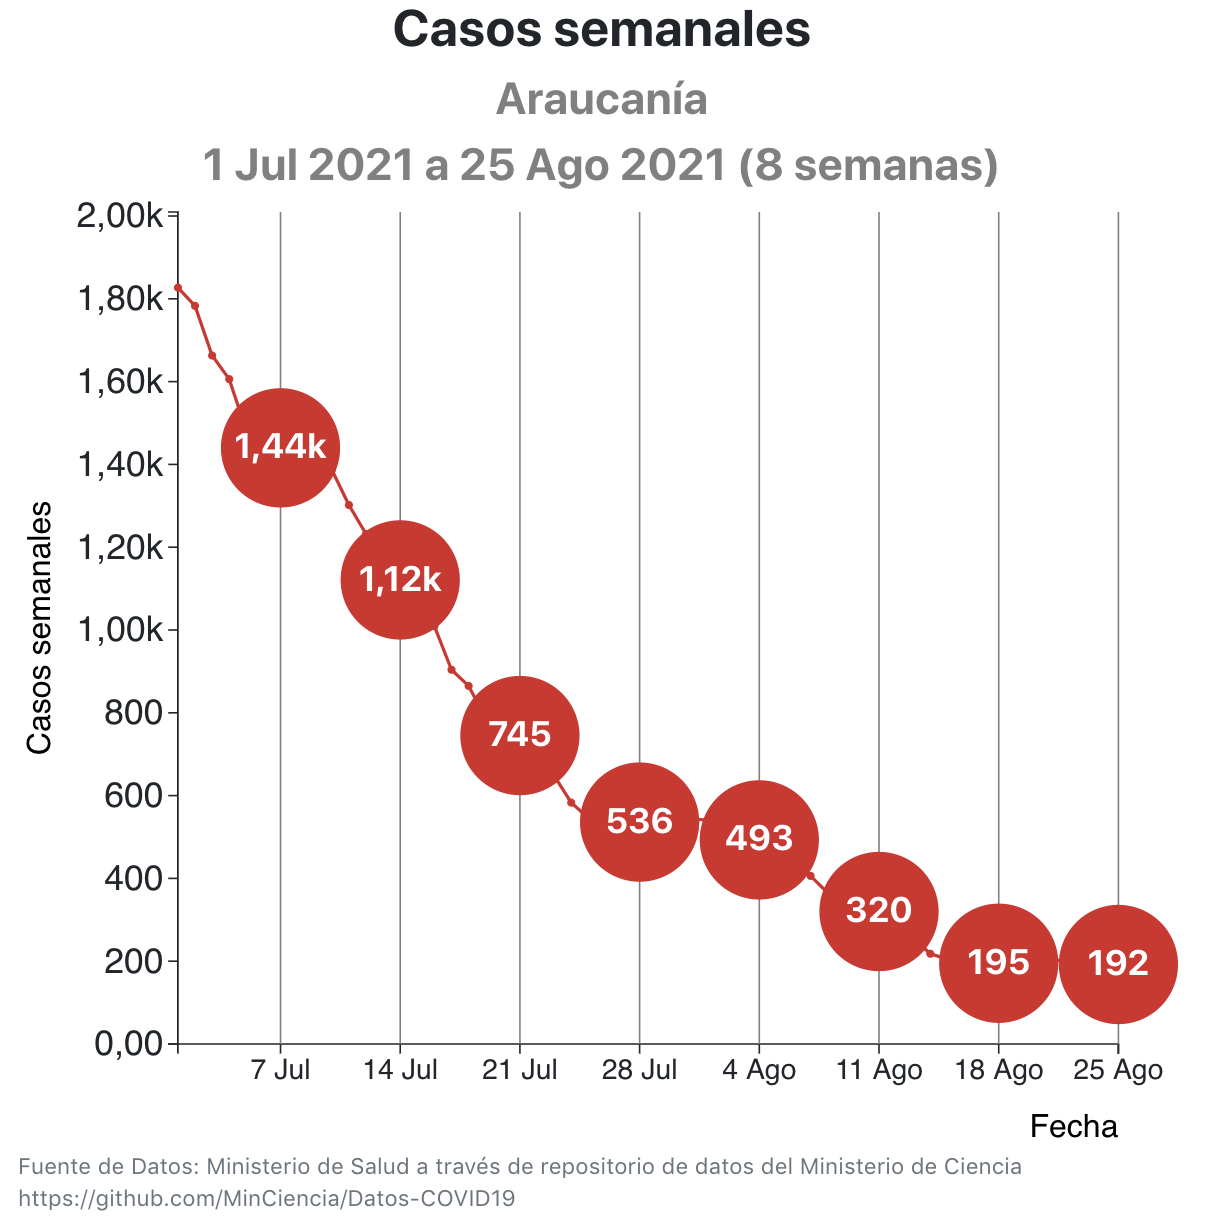 Casos semanales
Araucanía
1 Jul 2021 a 25 Ago 2021 (8 semanas)
2,00k
1,80k
1,60k
1,40k
1,20k
1,00k
800
600
400
200
0,00
Casos semanales
1,44k
1,12k
745
536
493
320
195
192
7 Jul
14 Jul
21 Jul
28 Jul
4 Ago
11 Ago
18 Ago
25 Ago
Fecha
Fuente de Datos: Ministerio de Salud a través de repositorio de datos del Ministerio de Ciencia
https://github.com/MinCiencia/Datos-COVID19